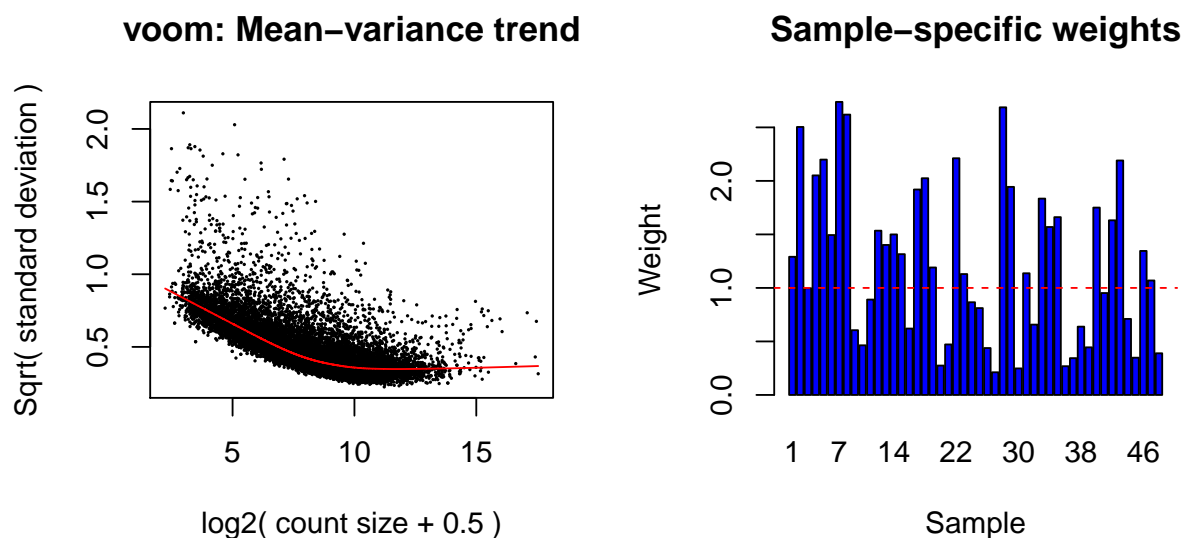 voom: Mean−variance trend
Sqrt( standard deviation )
2.0
1.5
1.0
0.5
5 10 15
log2( count size + 0.5 )
Sample−specific weights
Weight
2.0
1.0
0.0
1 7 14 22 30 38 46
Sample